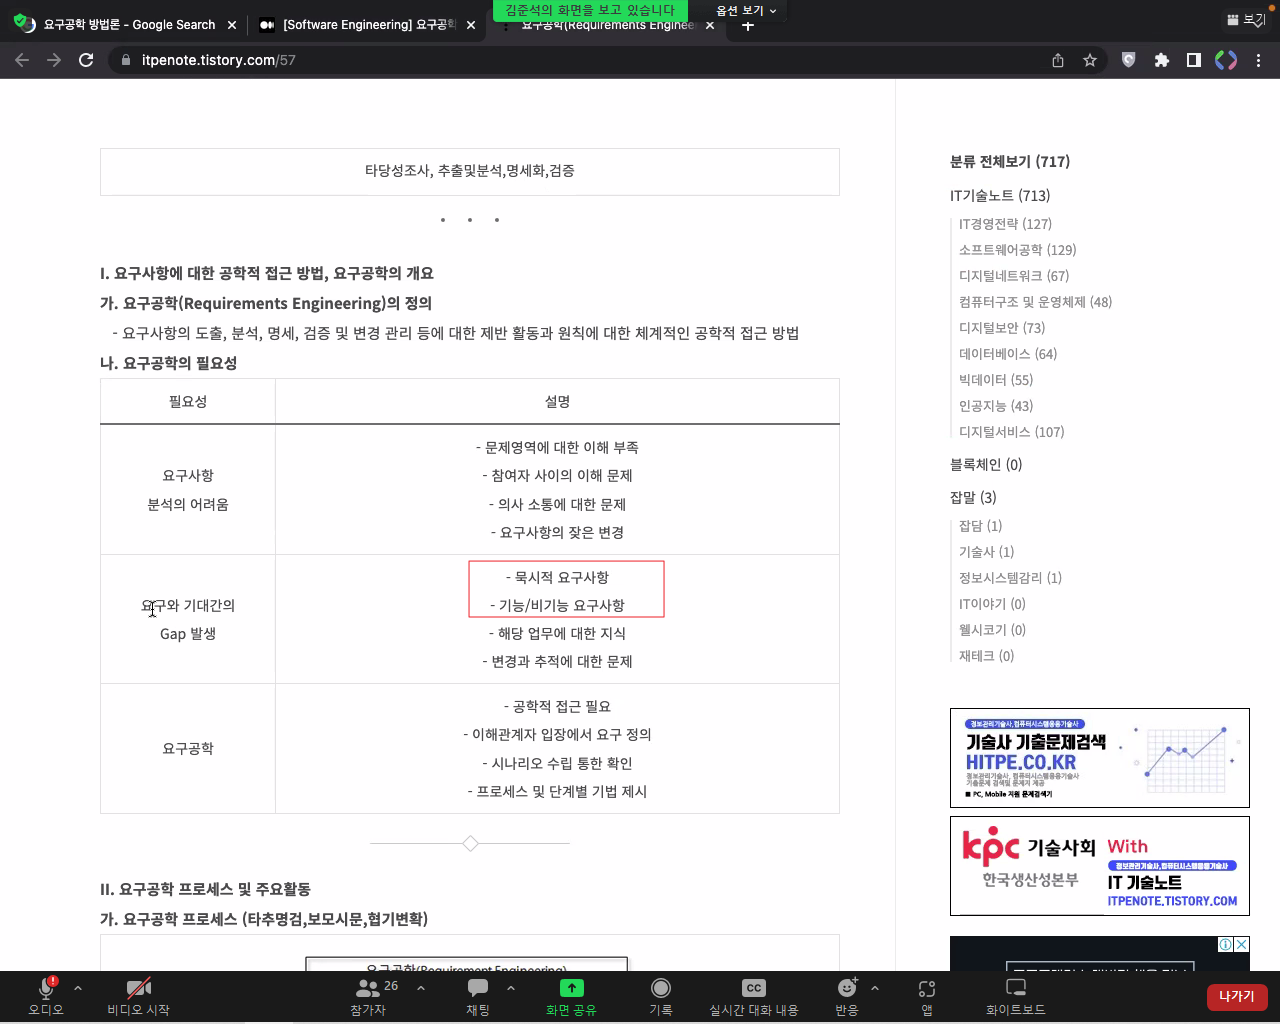 김준석의 화면을 보고 있습니다
옵션 보기
보기
요구공학 방법론 - Google Search
[Software Engineering] 요구공학
요구공학(Requirements Enginee
itpenote.tistory.com/57
타당성조사, 추출및분석,명세화,검증
I. 요구사항에 대한 공학적 접근 방법, 요구공학의 개요
가. 요구공학(Requirements Engineering)의 정의
- 요구사항의 도출, 분석, 명세, 검증 및 변경 관리 등에 대한 제반 활동과 원칙에 대한 체계적인 공학적 접근 방법
나. 요구공학의 필요성
필요성
설명
요구사항
분석의 어려움
- 문제영역에 대한 이해 부족
- 참여자 사이의 이해 문제
- 의사 소통에 대한 문제
- 요구사항의 잦은 변경
요구와 기대간의
Gap 발생
- 묵시적 요구사항
- 기능/비기능 요구사항
- 해당 업무에 대한 지식
- 변경과 추적에 대한 문제
요구공학
- 공학적 접근 필요
- 이해관계자 입장에서 요구 정의
- 시나리오 수립 통한 확인
- 프로세스 및 단계별 기법 제시
II. 요구공학 프로세스 및 주요활동
가. 요구공학 프로세스 (타추명검,보모시문,협기변확)
요구공학(Requirement Engineering)
분류 전체보기 (717)
IT기술노트 (713)
IT경영전략 (127)
소프트웨어공학 (129)
디지털네트워크 (67)
컴퓨터구조 및 운영체제 (48)
디지털보안 (73)
데이터베이스 (64)
빅데이터 (55)
인공지능 (43)
디지털서비스 (107)
블록체인 (0)
잡말 (3)
잡담 (1)
기술사 (1)
정보시스템감리 (1)
IT이야기 (0)
웰시코기 (0)
재테크 (0)
정보관리기술사,컴퓨터시스템응용기술사
기술사 기출문제검색
HITPE.CO.KR
정보관리기술사, 컴퓨터시스템응용기술사
기출문제 검색및 문제지 제공
■ PC, Mobile 지원 문제검색기
kpc 기술사회 With
한국생산성본부
정보관리기술사,컴퓨터시스템응용기술사
IT 기술노트
ITPENOTE.TISTORY.COM
오디오
비디오 시작
26
참가자
채팅
화면 공유
기록
CC
실시간 대화 내용
반응
앱
화이트보드
나가기